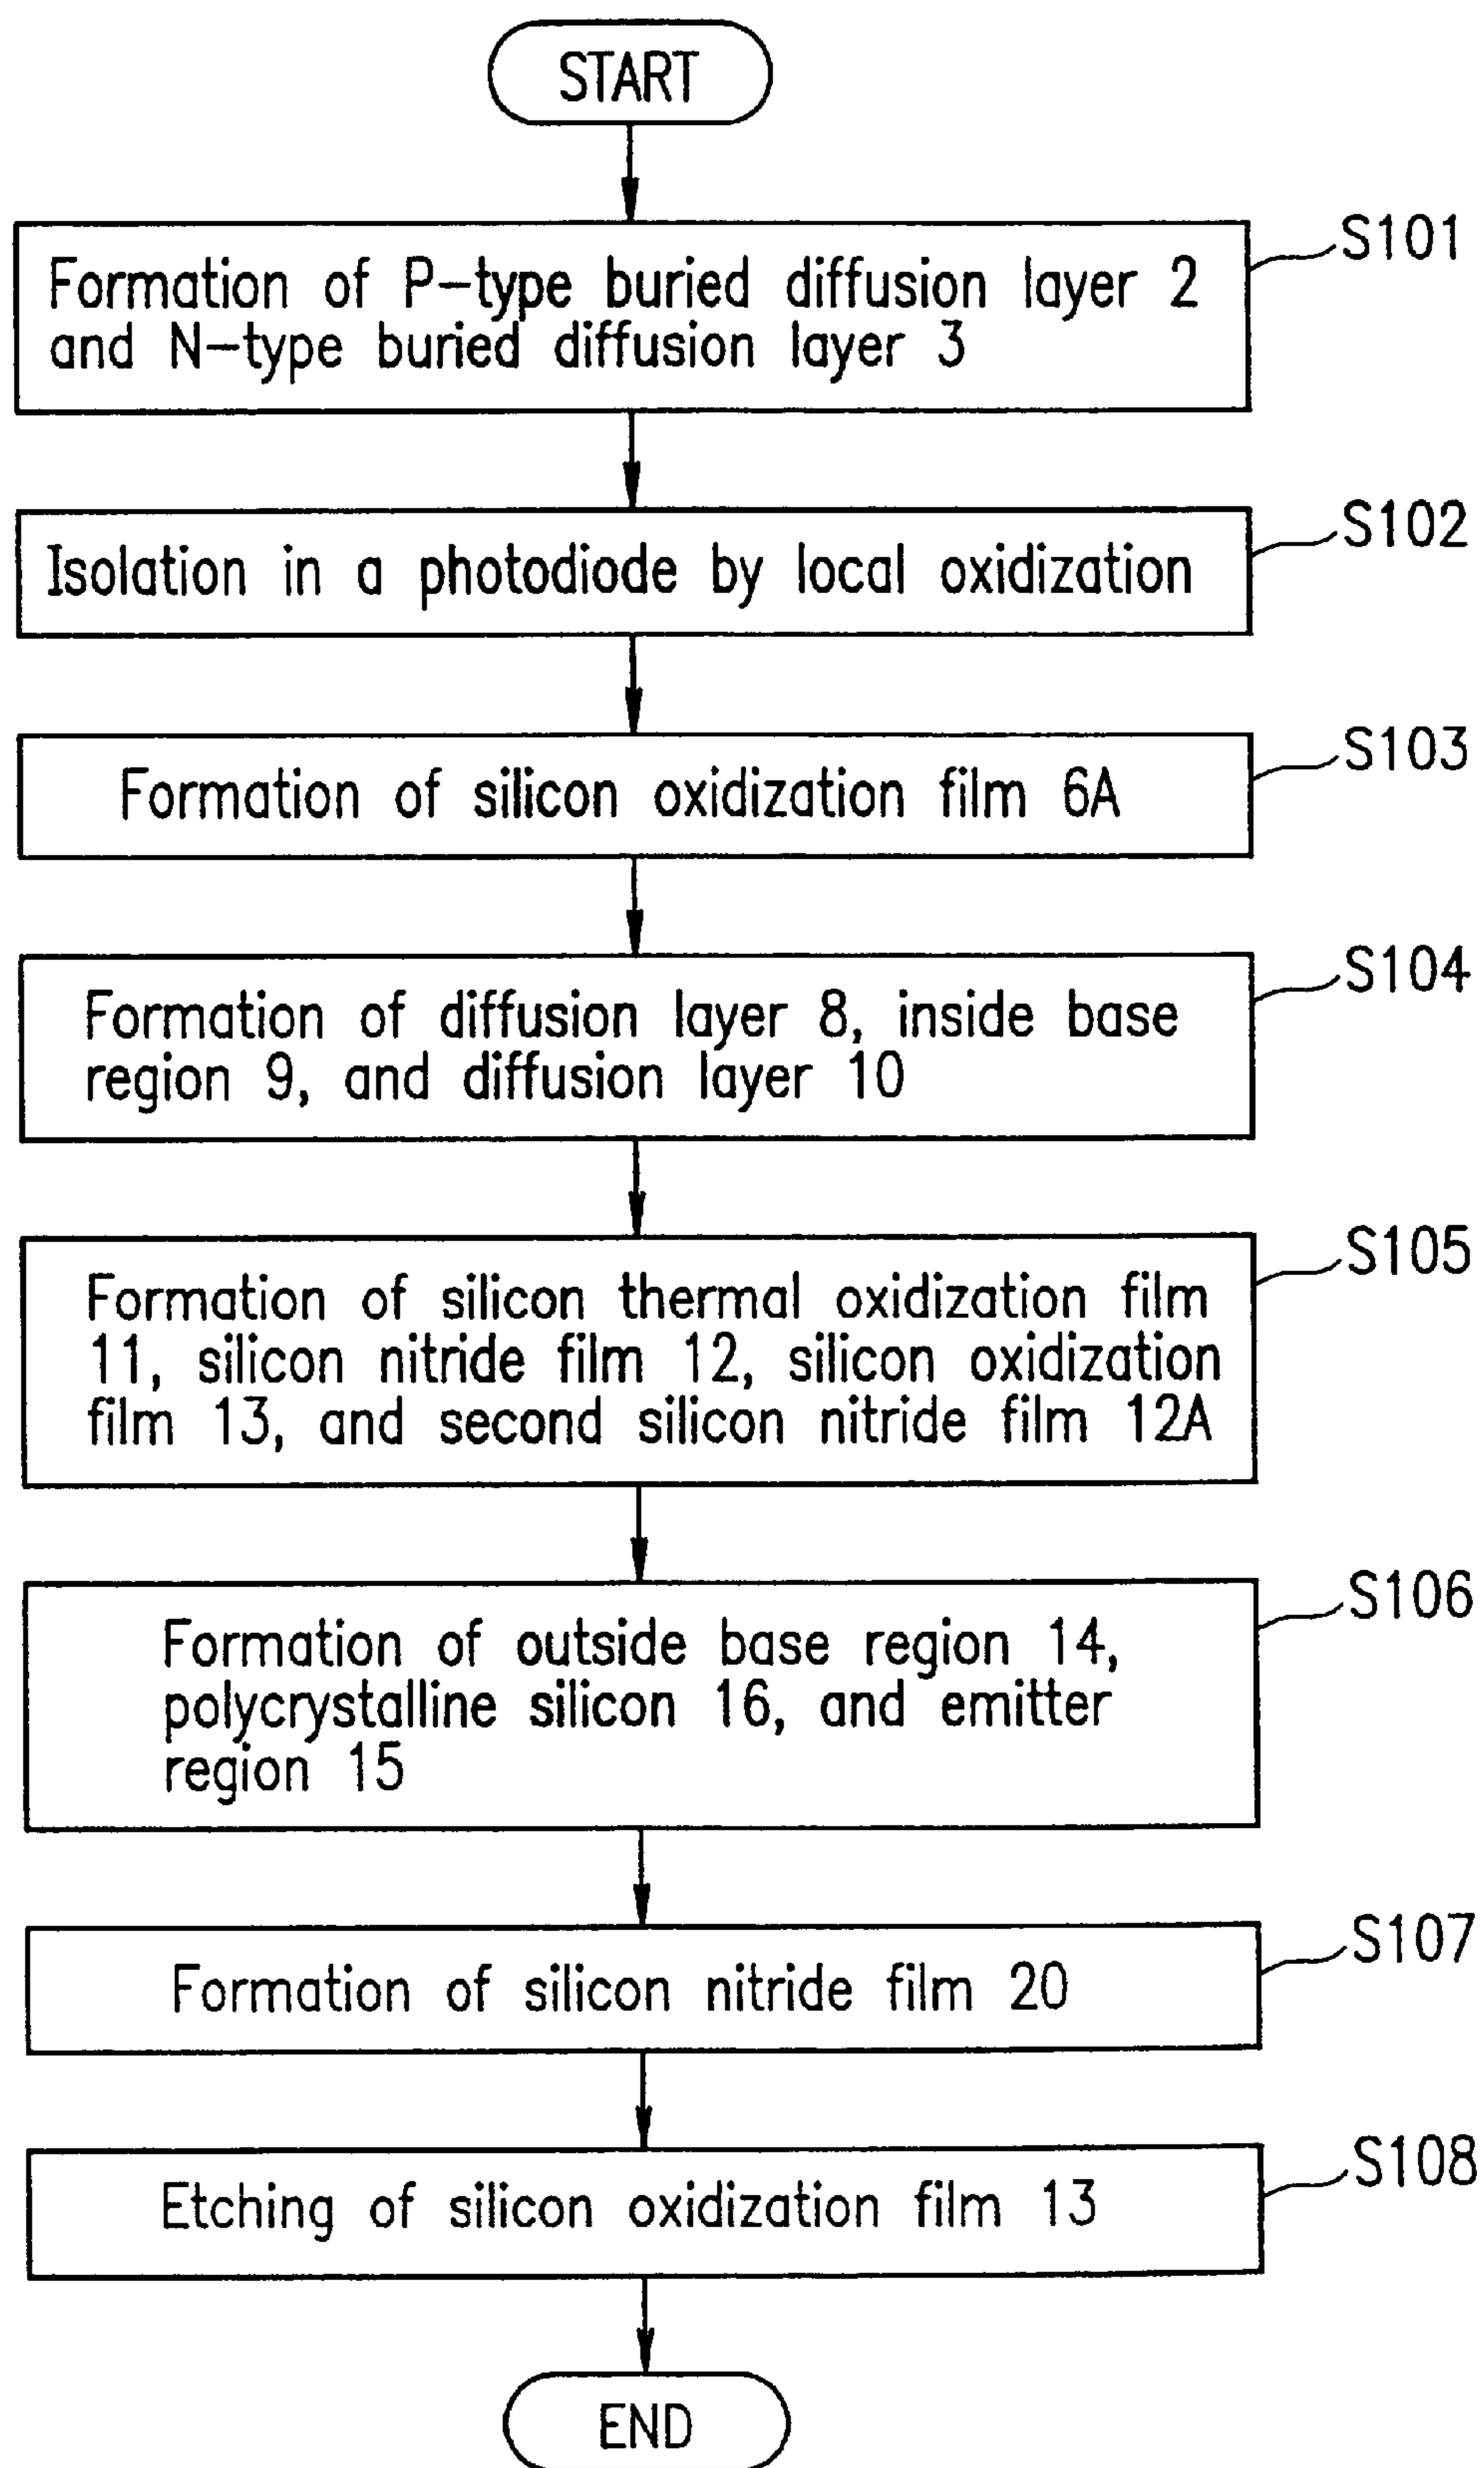 START
S101
Formation of P-type buried diffusion layer 2
and N-type buried diffusion layer 3
S102
Isolation in a photodiode by local oxidization
S103
Formation of silicon oxidization film 6A
S104
Formation of diffusion layer 8, inside base
region 9, and diffusion layer 10
S105
Formation of silicon thermal oxidization film
11, silicon nitride film 12, silicon oxidization
film 13, and second silicon nitride film 12A
S106
Formation of outside base region 14,
polycrystalline silicon 16, and emitter
region 15
S107
Formation of silicon nitride film 20
S108
Etching of silicon oxidization film 13
END